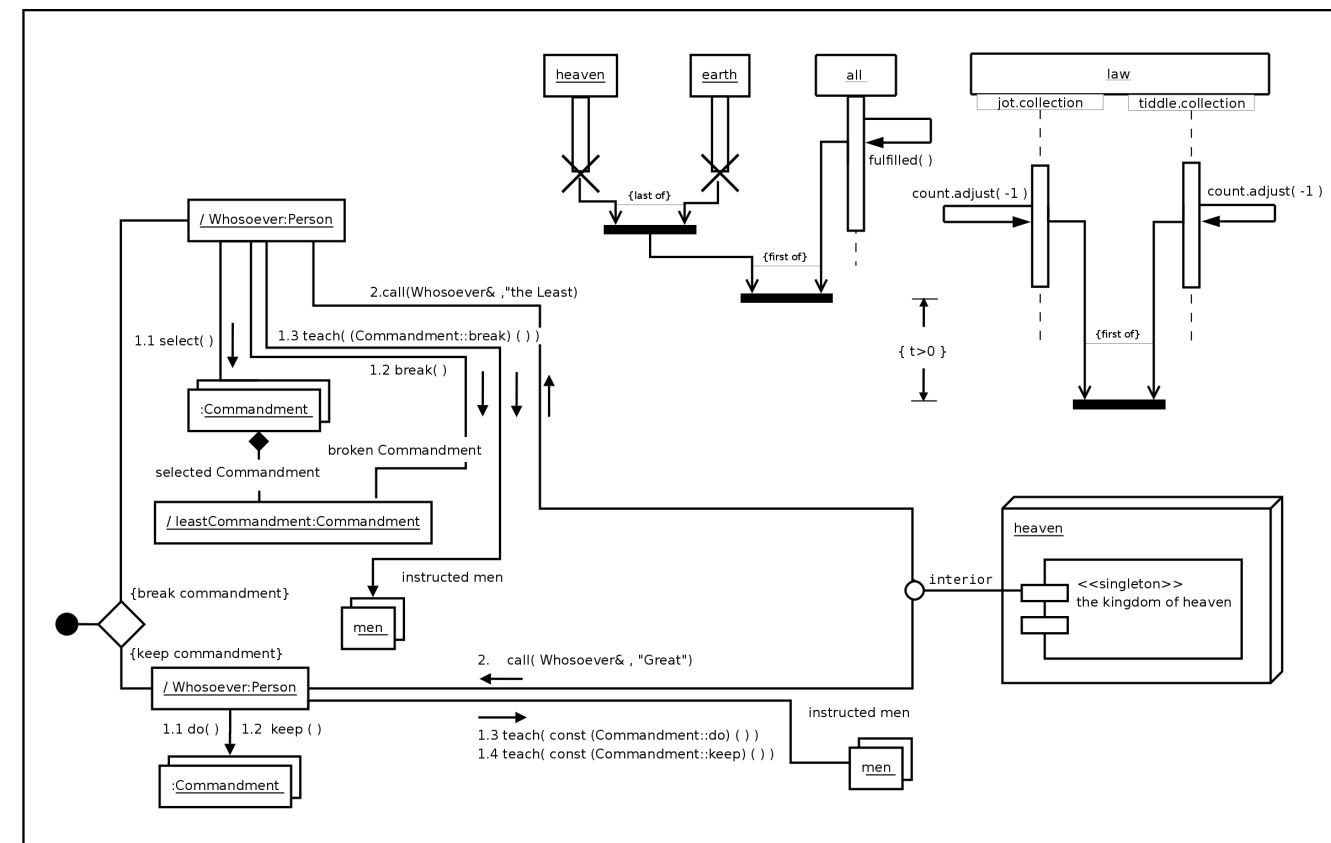 heaven
earth
all
law
jot.collection
tiddle.collection
fulfilled( )
{last of}
count.adjust( -1 )
count.adjust( -1 )
/ Whosoever:Person
{first of}
2.call(Whosoever& ,"the Least)
1.1 select( )
1.3 teach( (Commandment::break) ( ) )
{first of}
{ t>0 }
1.2 break( )
:Commandment
broken Commandment
selected Commandment
/ leastCommandment:Commandment
heaven
instructed men
interior
<<singleton>>
the kingdom of heaven
{break commandment}
men
{keep commandment}
2. call( Whosoever& , "Great")
/ Whosoever:Person
instructed men
1.1 do( ) 1.2 keep ( )
1.3 teach( const (Commandment::do) ( ) )
1.4 teach( const (Commandment::keep) ( ) )
men
:Commandment